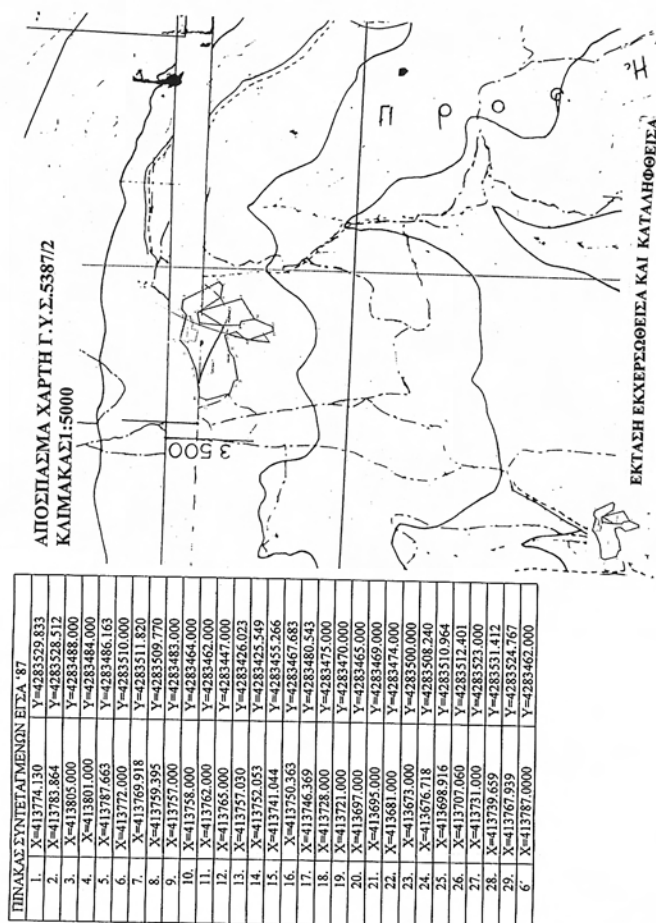 ΑΠΟΣΠΑΣΜΑ ΧΑΡΤΗ Γ.Υ.Σ.5387/2
ΚΛΙΜΑΚΑΣ1:5000
3 500
Π Ρ Ο
ΕΚΤΑΣΗ ΕΚΧΕΡΣΩΘΕΙΣΑ ΚΑΙ ΚΑΤΑΛΗΦΘΕΙΣΑ
ΠΙΝΑΚΑΣ ΣΥΝΤΕΤΑΓΜΕΝΩΝ ΕΓΣΑ '87
1. X=413774.130 Y=4283529.833
2. X=413783.864 Y=4283528.512
3. X=413805.000 Y=4283488.000
4. X=413801.000 Y=4283484.000
5. X=413787.663 Y=4283486.163
6. X=413772.000 Y=4283510.000
7. X=413769.918 Y=4283511.820
8. X=413759.395 Y=4283509.770
9. X=413757.000 Y=4283483.000
10. X=413758.000 Y=4283464.000
11. X=413762.000 Y=4283462.000
12. X=413765.000 Y=4283447.000
13. X=413757.030 Y=4283426.023
14. X=413752.053 Y=4283425.549
15. X=413741.044 Y=4283455.266
16. X=413750.363 Y=4283467.683
17. X=413746.369 Y=4283480.543
18. X=413728.000 Y=4283475.000
19. X=413721.000 Y=4283470.000
20. X=413697.000 Y=4283465.000
21. X=413695.000 Y=4283469.000
22. X=413681.000 Y=4283474.000
23. X=413673.000 Y=4283500.000
24. X=413676.718 Y=4283508.240
25. X=413698.916 Y=4283510.964
26. X=413707.060 Y=4283512.401
27. X=413731.000 Y=4283523.000
28. X=413739.659 Y=4283531.412
29. X=413767.939 Y=4283524.767
6' X=413787.0000 Y=4283462.000